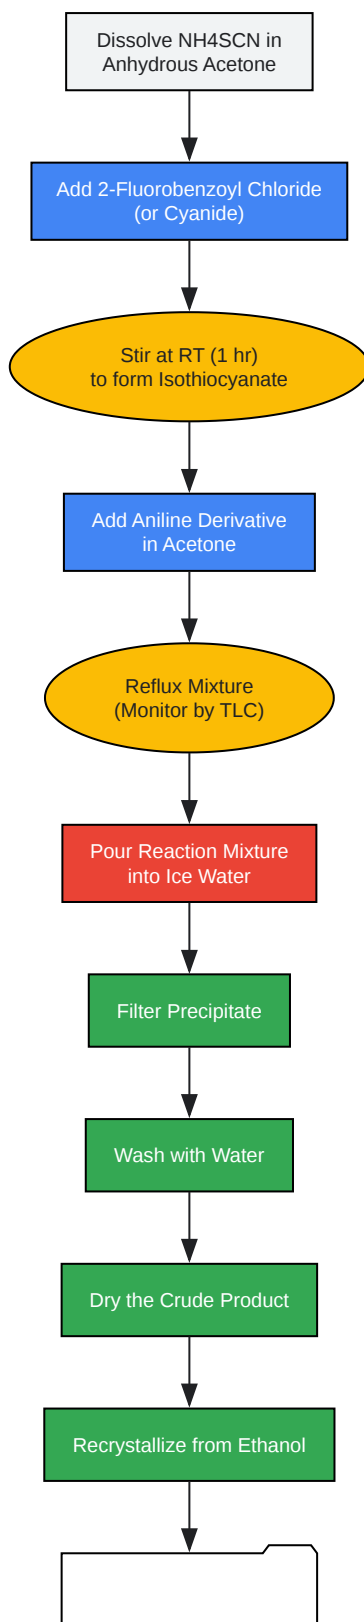 Dissolve NH4SCN in
Anhydrous Acetone
Add 2-Fluorobenzoyl Chloride
(or Cyanide)
Stir at RT (1 hr)
to form Isothiocyanate
Add Aniline Derivative
in Acetone
Reflux Mixture
(Monitor by TLC)
Pour Reaction Mixture
into Ice Water
Filter Precipitate
Wash with Water
Dry the Crude Product
Recrystallize from Ethanol